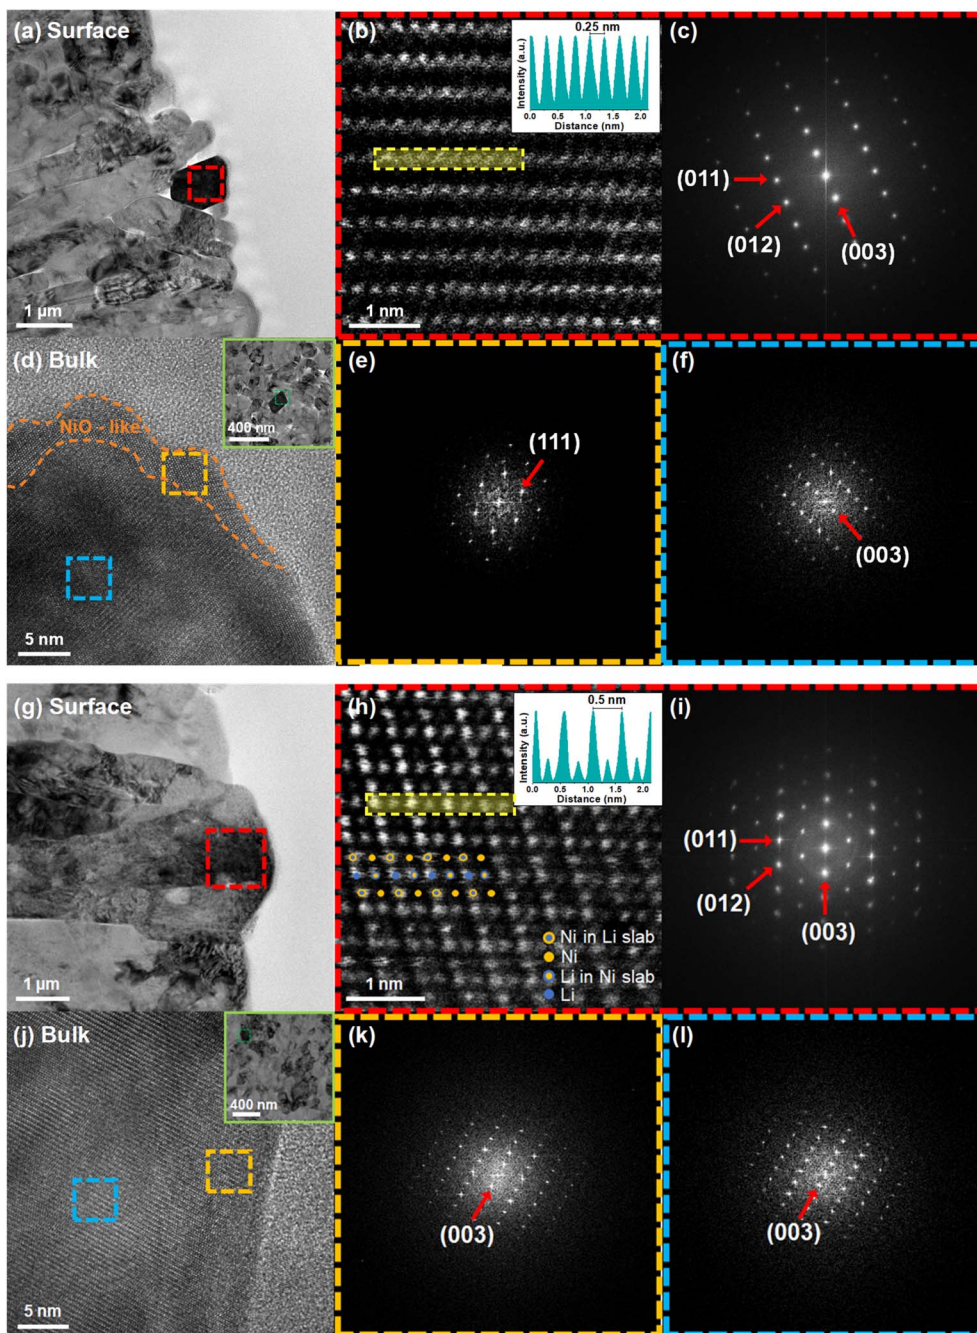 (a) Surface
1 µm
(b)
0.25 nm
Intensity (a.u.)
0.0 0.5 1.0 1.5 2.0
Distance (nm)
1 nm
(c)
(011)
(012)
(003)
(d) Bulk
NiO - like
400 nm
5 nm
(e)
(111)
(f)
(003)
(g) Surface
1 µm
(h)
0.5 nm
Intensity (a.u.)
0.0 0.5 1.0 1.5 2.0
Distance (nm)
Ni in Li slab
Ni
Li in Ni slab
Li
1 nm
(i)
(011)
(012)
(003)
(j) Bulk
400 nm
5 nm
(k)
(003)
(l)
(003)